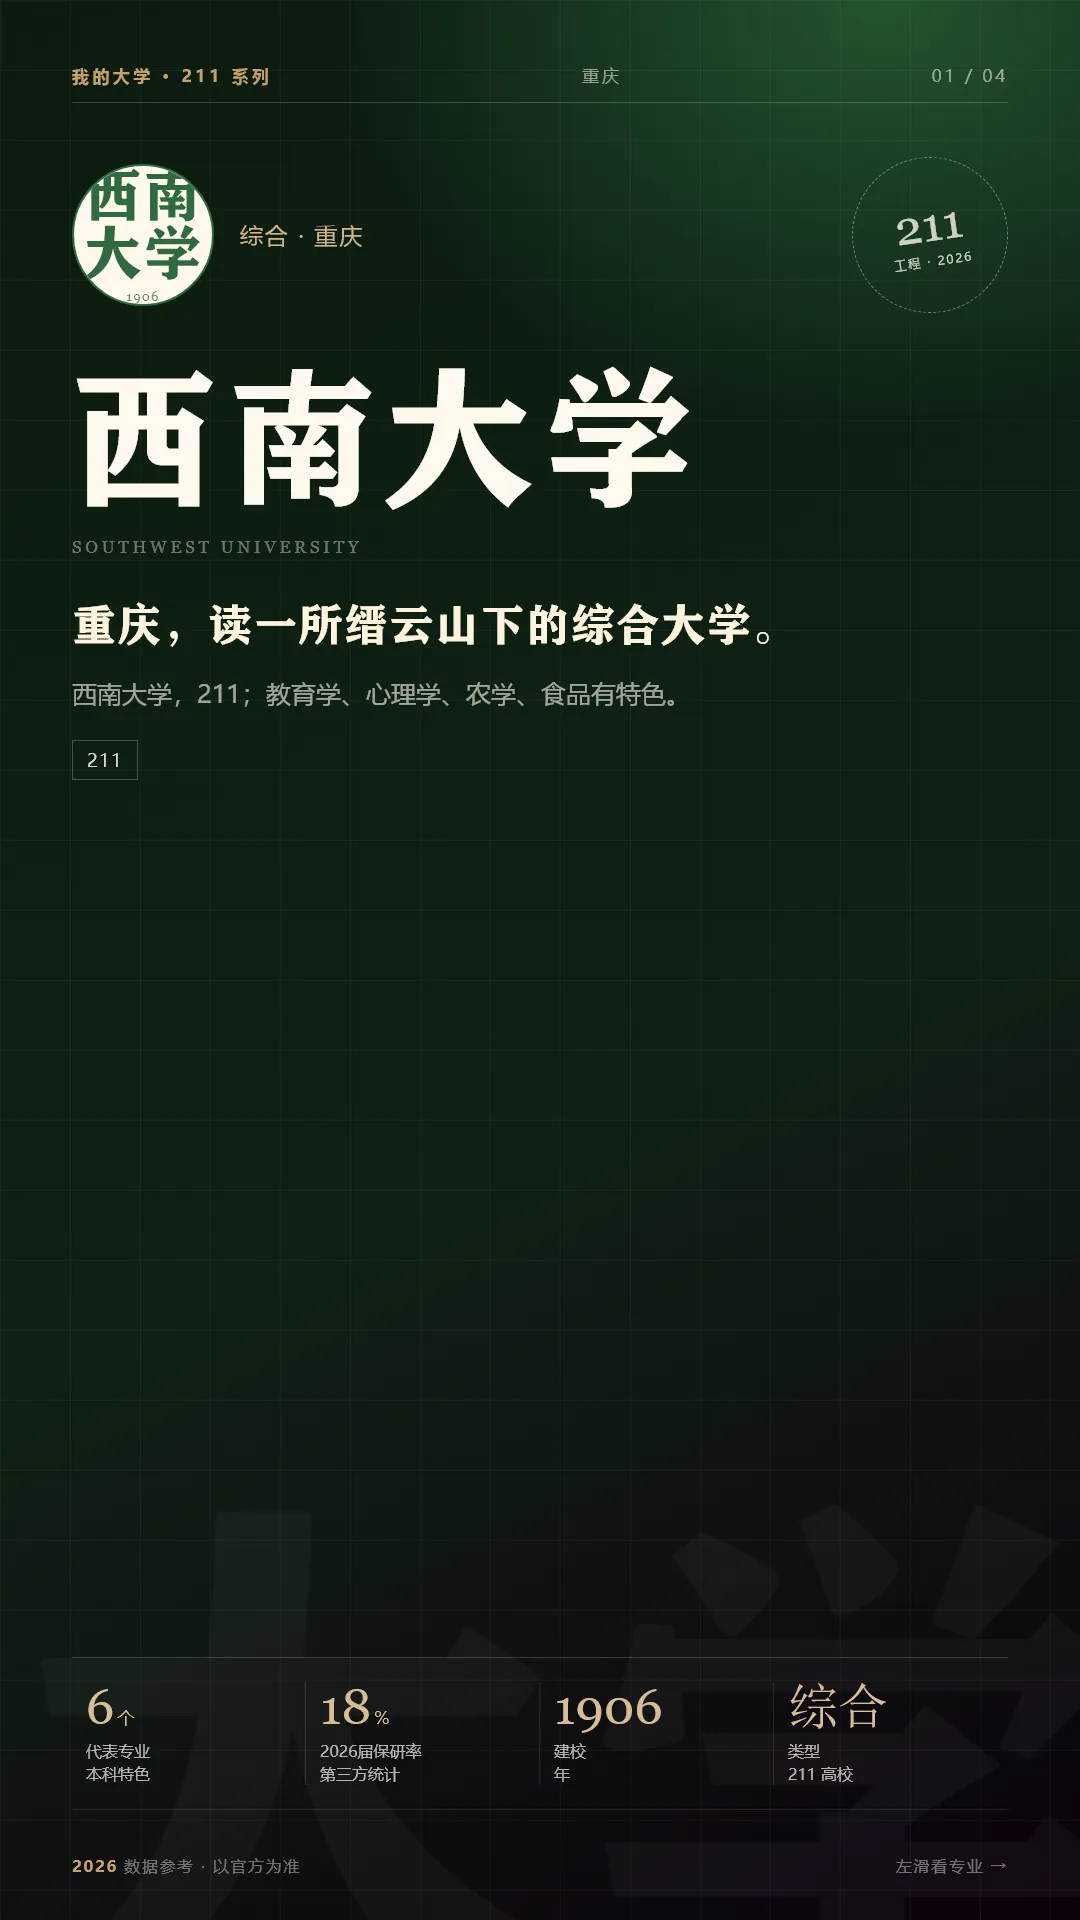 我的大学 · 211 系列
重庆
01 / 04
西南
大学
1906
综合 · 重庆
211
工程 · 2026
西南大学
SOUTHWEST UNIVERSITY
重庆，读一所缙云山下的综合大学。
西南大学，211；教育学、心理学、农学、食品有特色。
211
6个
代表专业
本科特色
18%
2026届保研率
第三方统计
1906
建校
年
综合
类型
211 高校
大学
2026 数据参考 · 以官方为准
左滑看专业 →